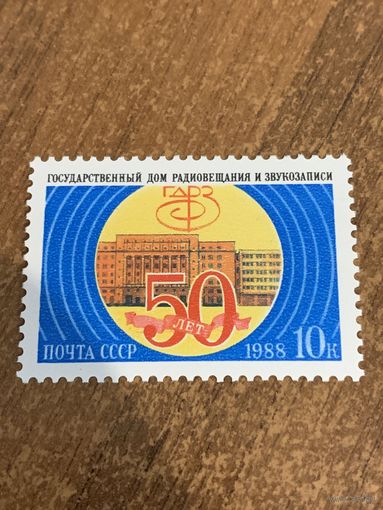 ГОСУДАРСТВЕННЫЙ ДОМ РАДИОВЕЩАНИЯ И ЗВУКОЗАПИСИ
ГДРЗ
50
ЛЕТ
ПОЧТА СССР 1988 10К